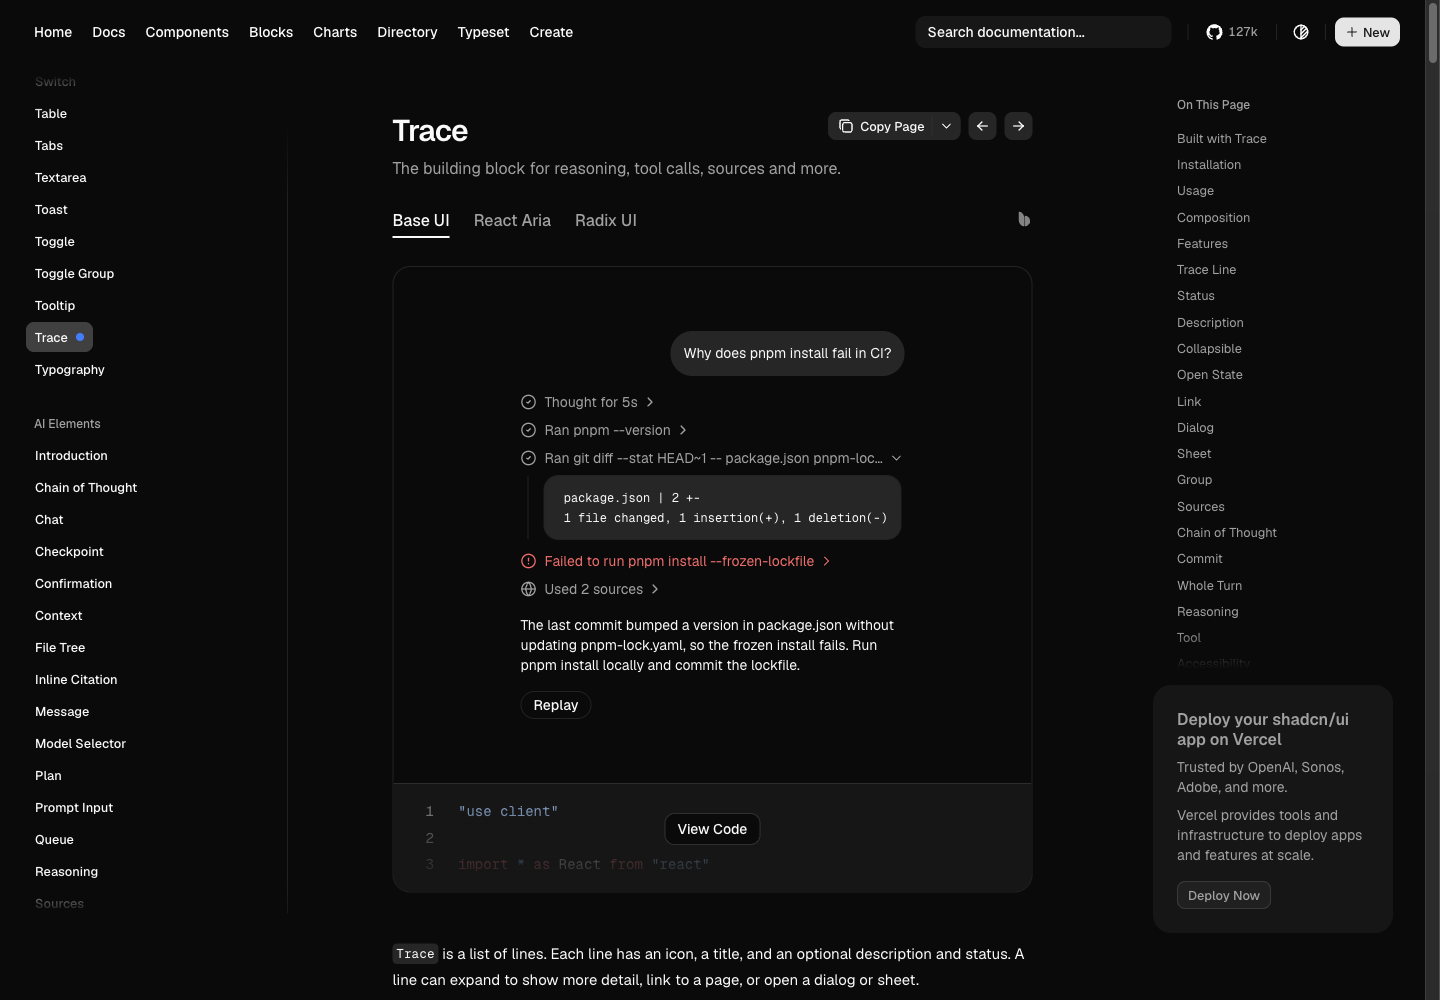 Home Docs Components Blocks Charts Directory Typeset Create
Search documentation...
127k
New
Switch
Table
Tabs
Textarea
Toast
Toggle
Toggle Group
Tooltip
Trace
Typography
AI Elements
Introduction
Chain of Thought
Chat
Checkpoint
Confirmation
Context
File Tree
Inline Citation
Message
Model Selector
Plan
Prompt Input
Queue
Reasoning
Sources
Trace
Copy Page
The building block for reasoning, tool calls, sources and more.
Base UI React Aria Radix UI
Why does pnpm install fail in CI?
Thought for 5s
Ran pnpm --version
Ran git diff --stat HEAD~1 -- package.json pnpm-loc...
package.json | 2 +-
1 file changed, 1 insertion(+), 1 deletion(-)
Failed to run pnpm install --frozen-lockfile
Used 2 sources
The last commit bumped a version in package.json without
updating pnpm-lock.yaml, so the frozen install fails. Run
pnpm install locally and commit the lockfile.
Replay
1 "use client"
2
View Code
3 import * as React from "react"
Trace is a list of lines. Each line has an icon, a title, and an optional description and status. A
line can expand to show more detail, link to a page, or open a dialog or sheet.
On This Page
Built with Trace
Installation
Usage
Composition
Features
Trace Line
Status
Description
Collapsible
Open State
Link
Dialog
Sheet
Group
Sources
Chain of Thought
Commit
Whole Turn
Reasoning
Tool
Accessibility
Deploy your shadcn/ui
app on Vercel
Trusted by OpenAI, Sonos,
Adobe, and more.
Vercel provides tools and
infrastructure to deploy apps
and features at scale.
Deploy Now